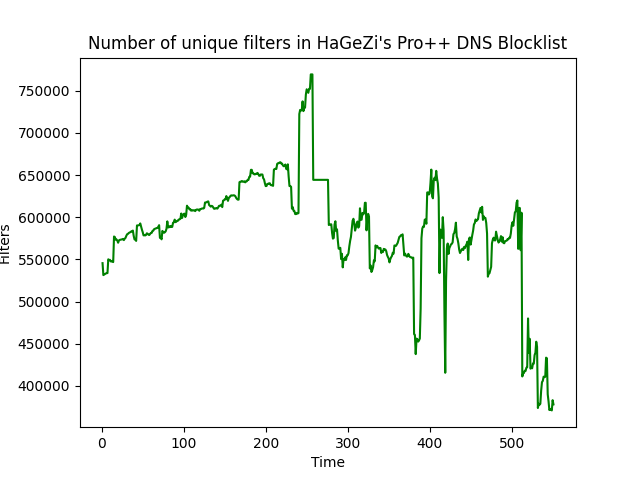 Number of unique filters in HaGeZi's Pro++ DNS Blocklist
750000
700000
650000
600000
550000
500000
450000
400000
Filters
0 100 200 300 400 500
Time